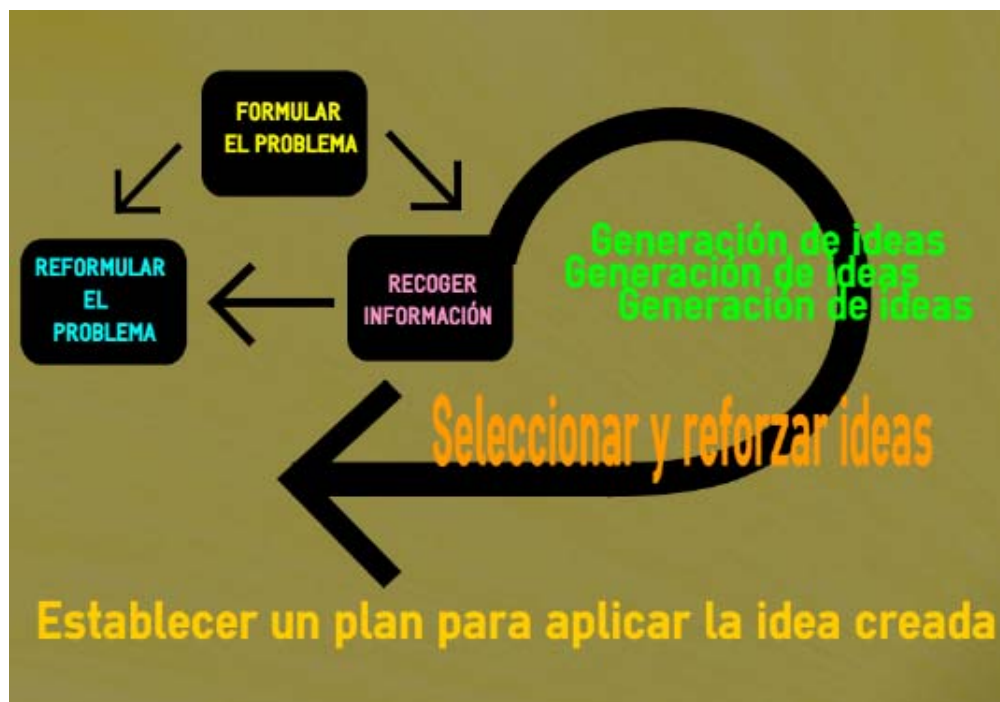 FORMULAR
EL PROBLEMA
REFORMULAR
EL
PROBLEMA
RECOGER
INFORMACIÓN
Generación de ideas
Generación de ideas
Generación de ideas
Seleccionar y reforzar ideas
Establecer un plan para aplicar la idea creada